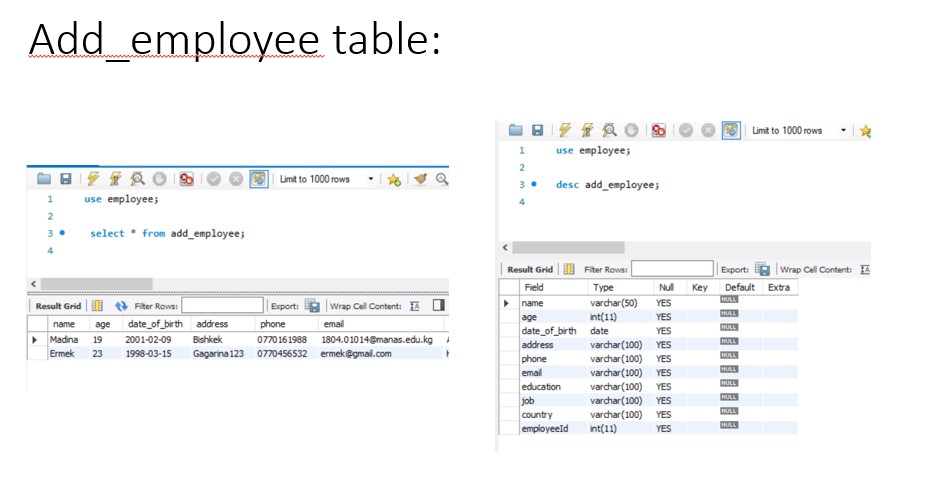 Add_employee table:
Limit to 1000 rows
1 use employee;
2
3 select * from add_employee;
4
Result Grid Filter Rows: Export: Wrap Cell Content: IA
name age date_of_birth address phone email
Madina 19 2001-02-09 Bishkek 0770161988 1804.01014@manas.edu.kg
Ermek 23 1998-03-15 Gagarina123 0770456532 ermek@gmail.com
Limit to 1000 rows
1 use employee;
2
3 desc add_employee;
4
Result Grid Filter Rows: Export: Wrap Cell Content: IA
Field Type Null Key Default Extra
name varchar(50) YES NULL
age int(11) YES NULL
date_of_birth date YES NULL
address varchar(100) YES NULL
phone varchar(100) YES NULL
email varchar(100) YES NULL
education varchar(100) YES NULL
job varchar(100) YES NULL
country varchar(100) YES NULL
employeeId int(11) YES NULL